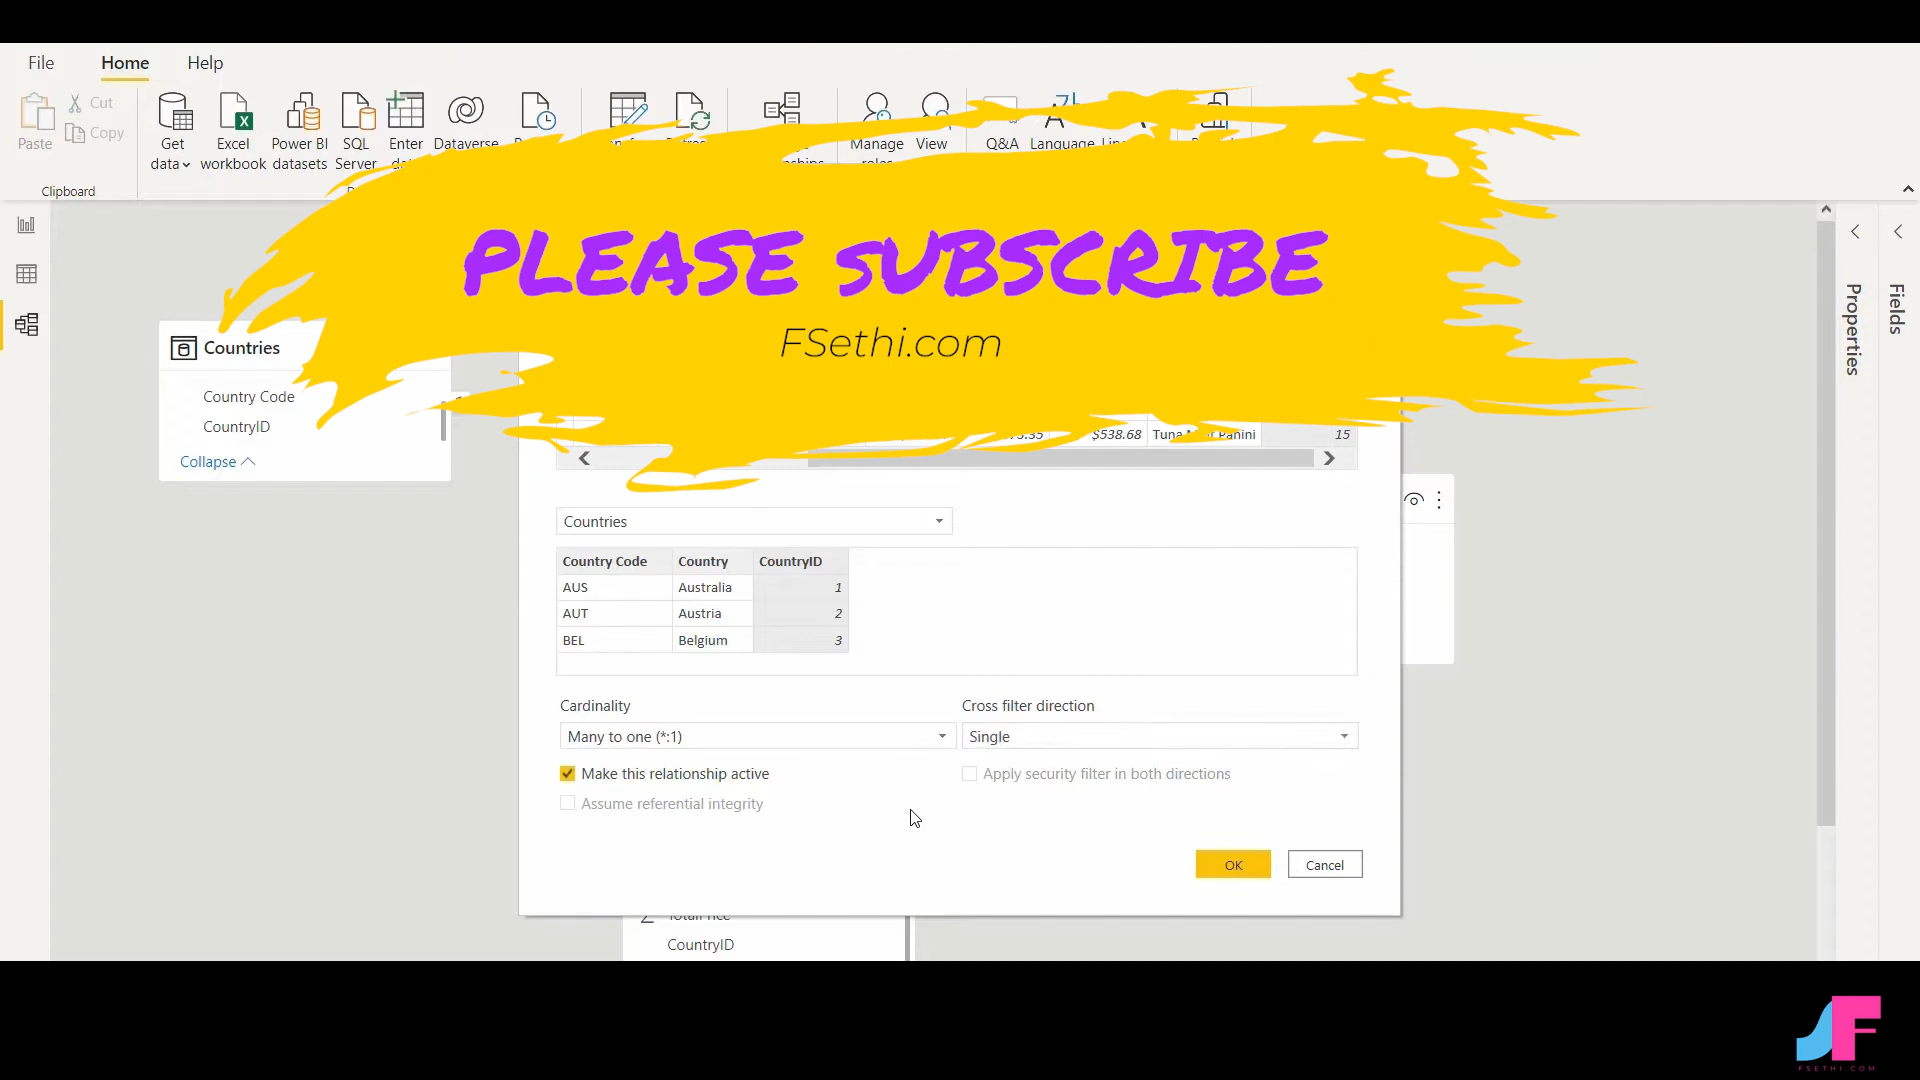 File Home Help
Cut
Copy
Paste
Get data
Excel workbook
Power BI datasets
SQL Server
Enter
Dataverse
Manage
View
Q&A
Language
Clipboard
PLEASE SUBSCRIBE
FSethi.com
Properties
Fields
Countries
Country Code
CountryID
Collapse
$538.68 15
Countries
Country Code Country CountryID
AUS Australia 1
AUT Austria 2
BEL Belgium 3
Cardinality
Many to one (*:1)
Cross filter direction
Single
Make this relationship active
Apply security filter in both directions
Assume referential integrity
OK Cancel
CountryID
SF
FSETHI.COM